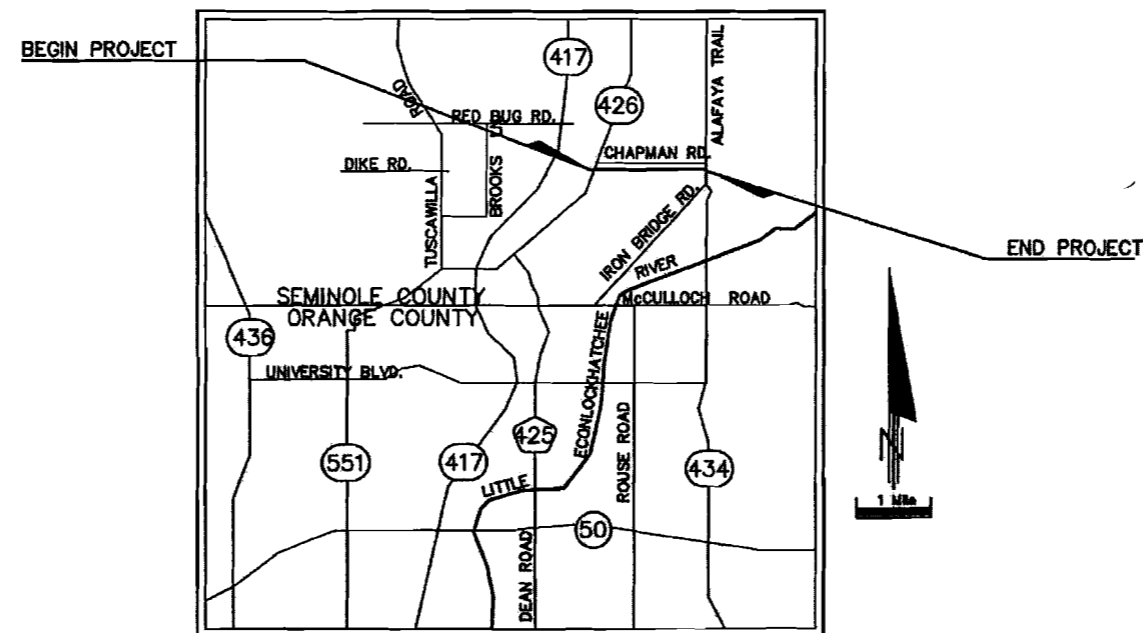 BEGIN PROJECT
417
ALAFAYA TRAIL
ROAD
426
RED BUG RD.
CHAPMAN RD.
DIKE RD.
BROOKS LN
TUSCAWILLA
IRON BRIDGE RD.
RIVER
END PROJECT
SEMINOLE COUNTY
McCULLOCH ROAD
ORANGE COUNTY
436
UNIVERSITY BLVD.
ECONLOCKHATCHEE
ROUSE ROAD
425
551
417
434
N
LITTLE
1 Mile
50
DEAN ROAD